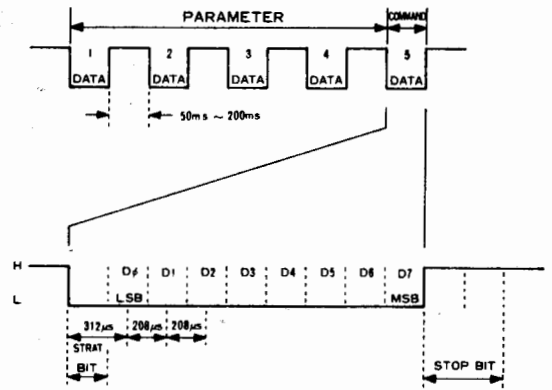 PARAMETER COMMAND
1 2 3 4 5
DATA DATA DATA DATA DATA
50ms ~ 200ms
H Dφ D1 D2 D3 D4 D5 D6 D7
L LSB MSB
312μs 208μs 208μs
STRAT
BIT STOP BIT